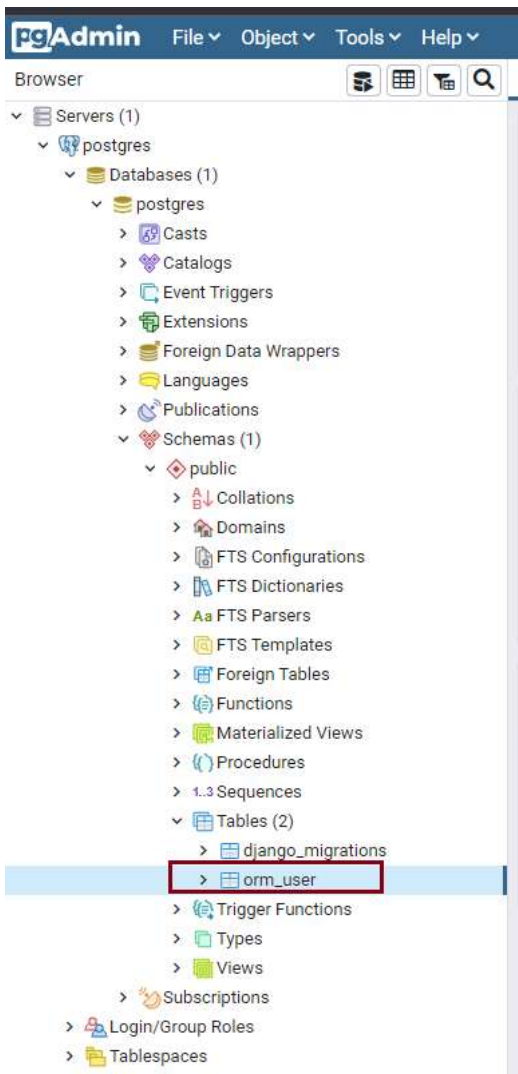 pgAdmin File Object Tools Help
Browser
Servers (1)
postgres
Databases (1)
postgres
Casts
Catalogs
Event Triggers
Extensions
Foreign Data Wrappers
Languages
Publications
Schemas (1)
public
Collations
Domains
FTS Configurations
FTS Dictionaries
Aa FTS Parsers
FTS Templates
Foreign Tables
Functions
Materialized Views
Procedures
1..3 Sequences
Tables (2)
django_migrations
orm_user
Trigger Functions
Types
Views
Subscriptions
Login/Group Roles
Tablespaces